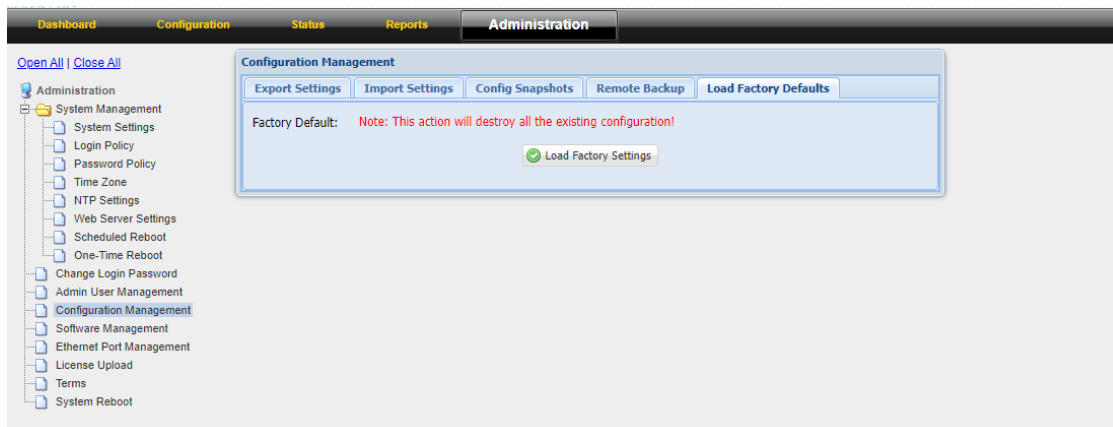 Dashboard Configuration Status Reports Administration
Open All | Close All
Administration
System Management
System Settings
Login Policy
Password Policy
Time Zone
NTP Settings
Web Server Settings
Scheduled Reboot
One-Time Reboot
Change Login Password
Admin User Management
Configuration Management
Software Management
Ethernet Port Management
License Upload
Terms
System Reboot
Configuration Management
Export Settings Import Settings Config Snapshots Remote Backup Load Factory Defaults
Factory Default: Note: This action will destroy all the existing configuration!
Load Factory Settings